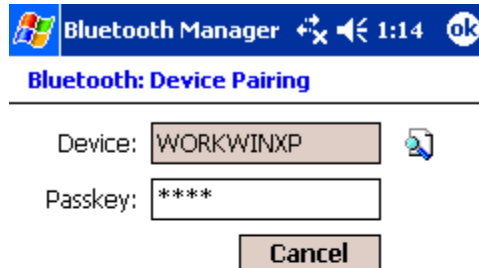 Bluetooth Manager 1:14 ok
Bluetooth: Device Pairing
Device: WORKWINXP
Passkey: ****
Cancel